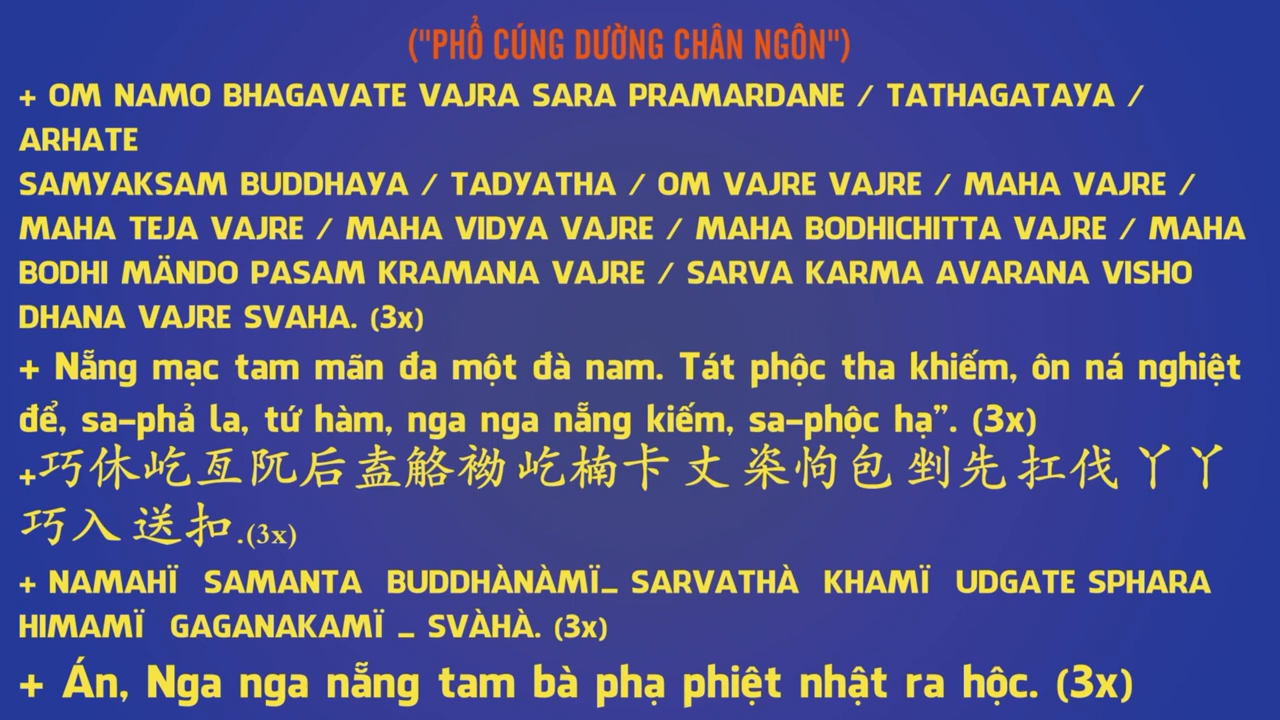 ("PHỔ CÚNG DƯỜNG CHÂN NGÔN")
+ OM NAMO BHAGAVATE VAJRA SARA PRAMARDANE / TATHAGATAYA /
ARHATE
SAMYAKSAM BUDDHAYA / TADYATHA / OM VAJRE VAJRE / MAHA VAJRE /
MAHA TEJA VAJRE / MAHA VIDYA VAJRE / MAHA BODHICHITTA VAJRE / MAHA
BODHI MÄNDO PASAM KRAMANA VAJRE / SARVA KARMA AVARANA VISHO
DHANA VAJRE SVAHA. (3x)
+ Nẵng mạc tam mãn đa một đà nam. Tát phộc tha khiếm, ôn ná nghiệt
để, sa-phả la, tứ hàm, nga nga nẵng kiếm, sa-phộc hạ”. (3x)
+巧休屹亙阢后盍觡袎屹楠卡丈栥怐包剉先扛伐丫丫
巧入送扣.(3x)
+ NAMAHÏ SAMANTA BUDDHÀNÀMÏ_ SARVATHÀ KHAMÏ UDGATE SPHARA
HIMAMÏ GAGANAKAMÏ _ SVÀHÀ. (3x)
+ Án, Nga nga nẵng tam bà phạ phiệt nhật ra hộc. (3x)